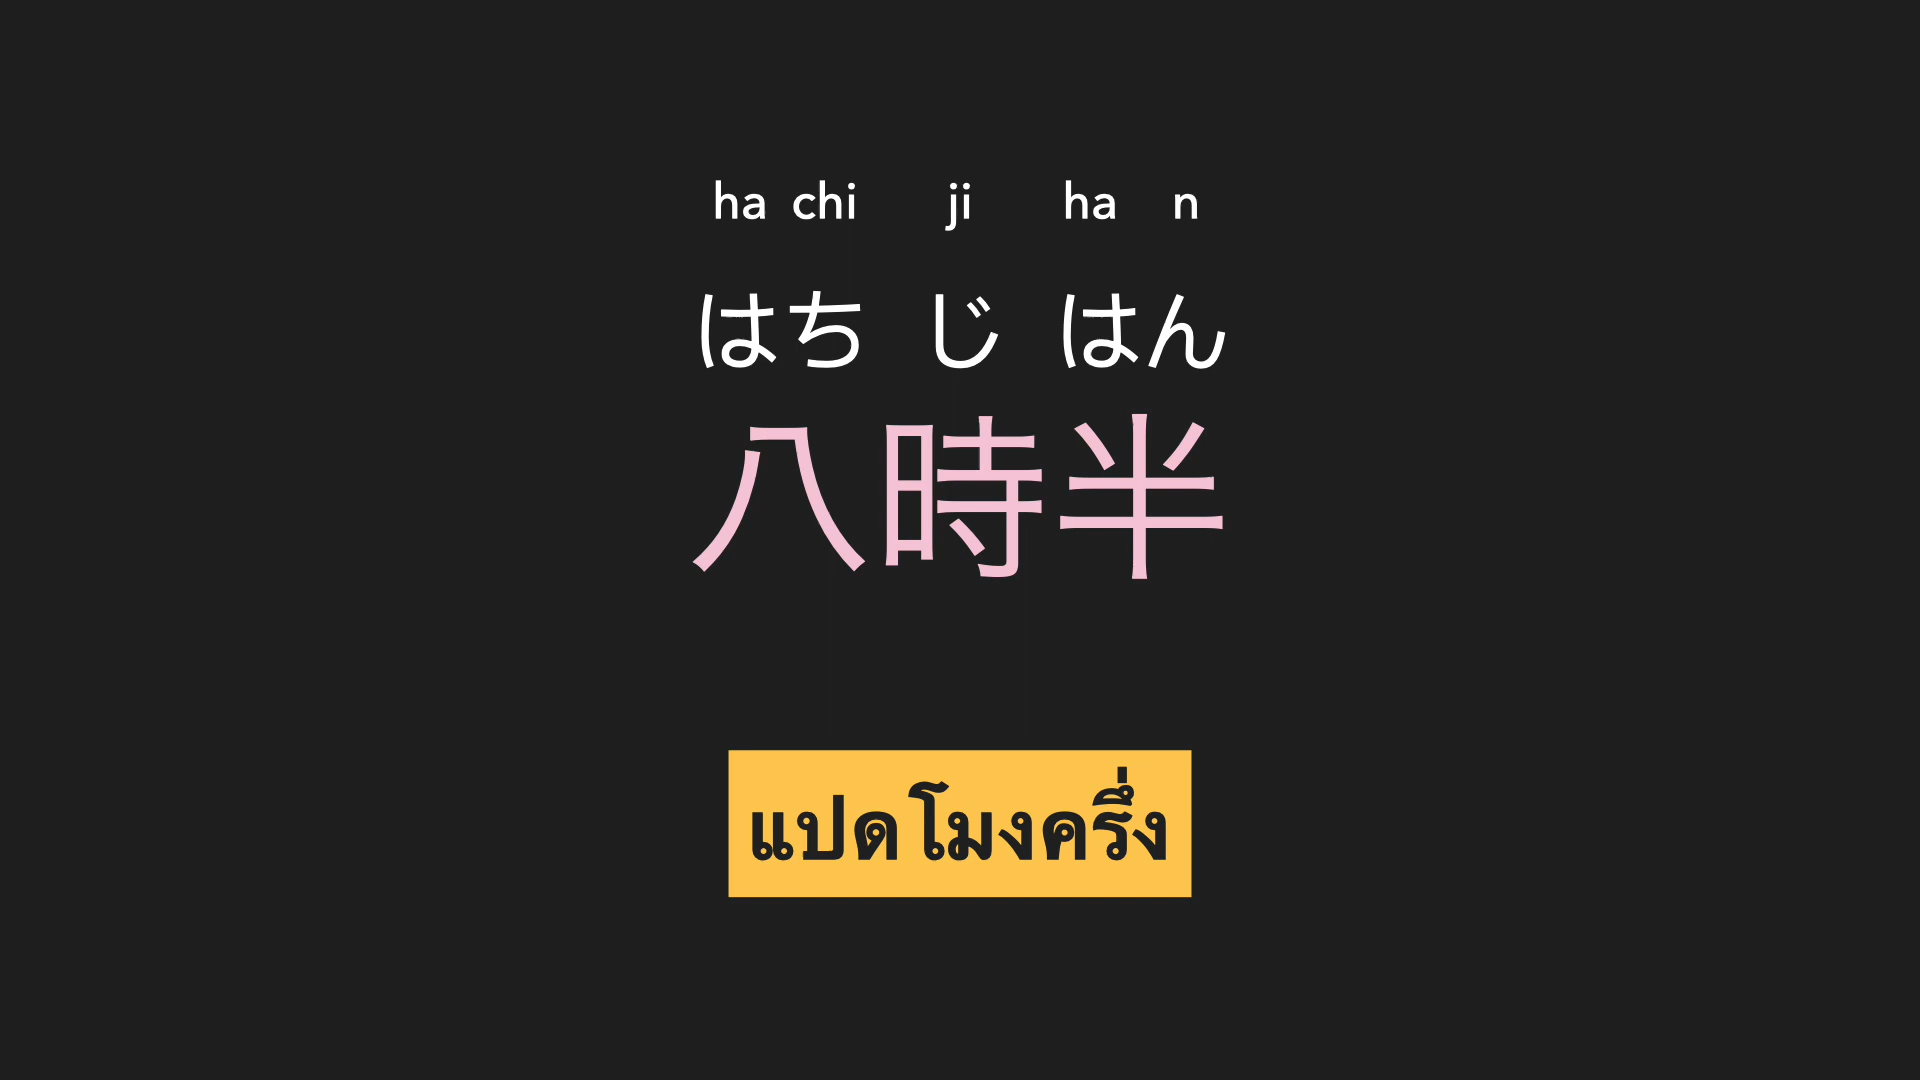 ha chi ji ha n
はち じ はん
八時半
แปดโมงครึ่ง